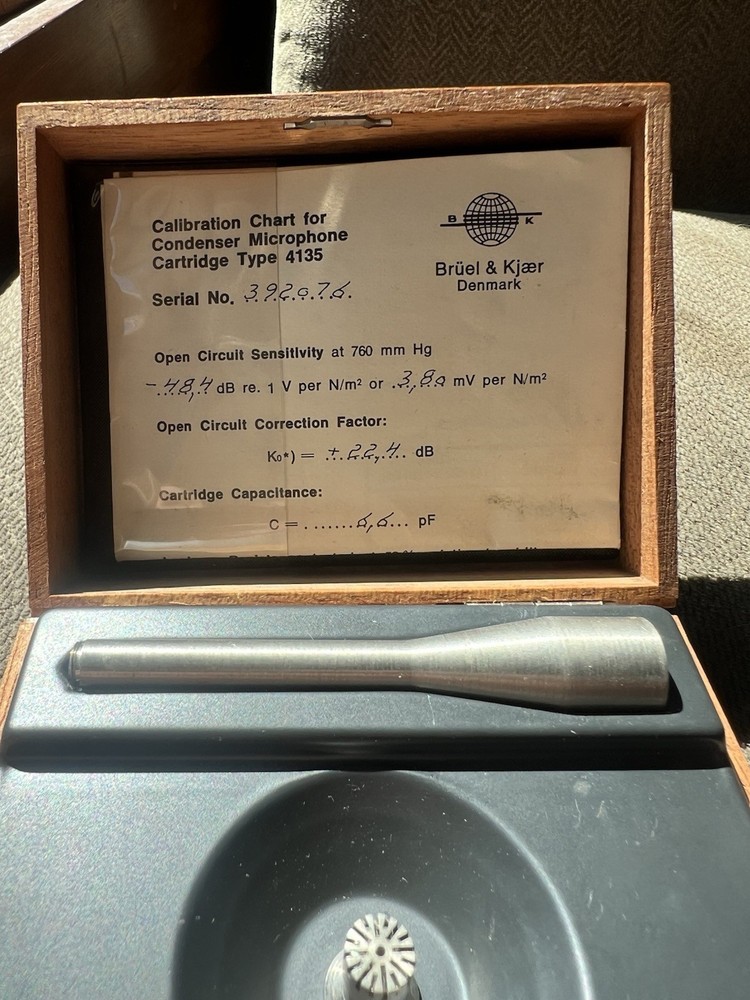 Calibration Chart for
Condenser Microphone
Cartridge Type 4135
Serial No. 392076.
B K
Brüel & Kjær
Denmark
Open Circuit Sensitivity at 760 mm Hg
-48,4 dB re. 1 V per N/m² or 3,80 mV per N/m²
Open Circuit Correction Factor:
K₀*) = +22,4 dB
Cartridge Capacitance:
C = .......6,6... pF